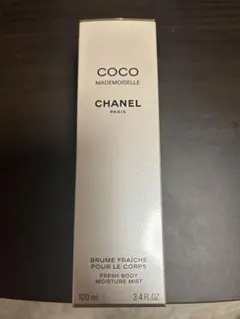 COCO
MADEMOISELLE
CHANEL
PARIS
BRUME FRAÎCHE
POUR LE CORPS
FRESH BODY
MOISTURE MIST
100 ml 3.4 FL.OZ.